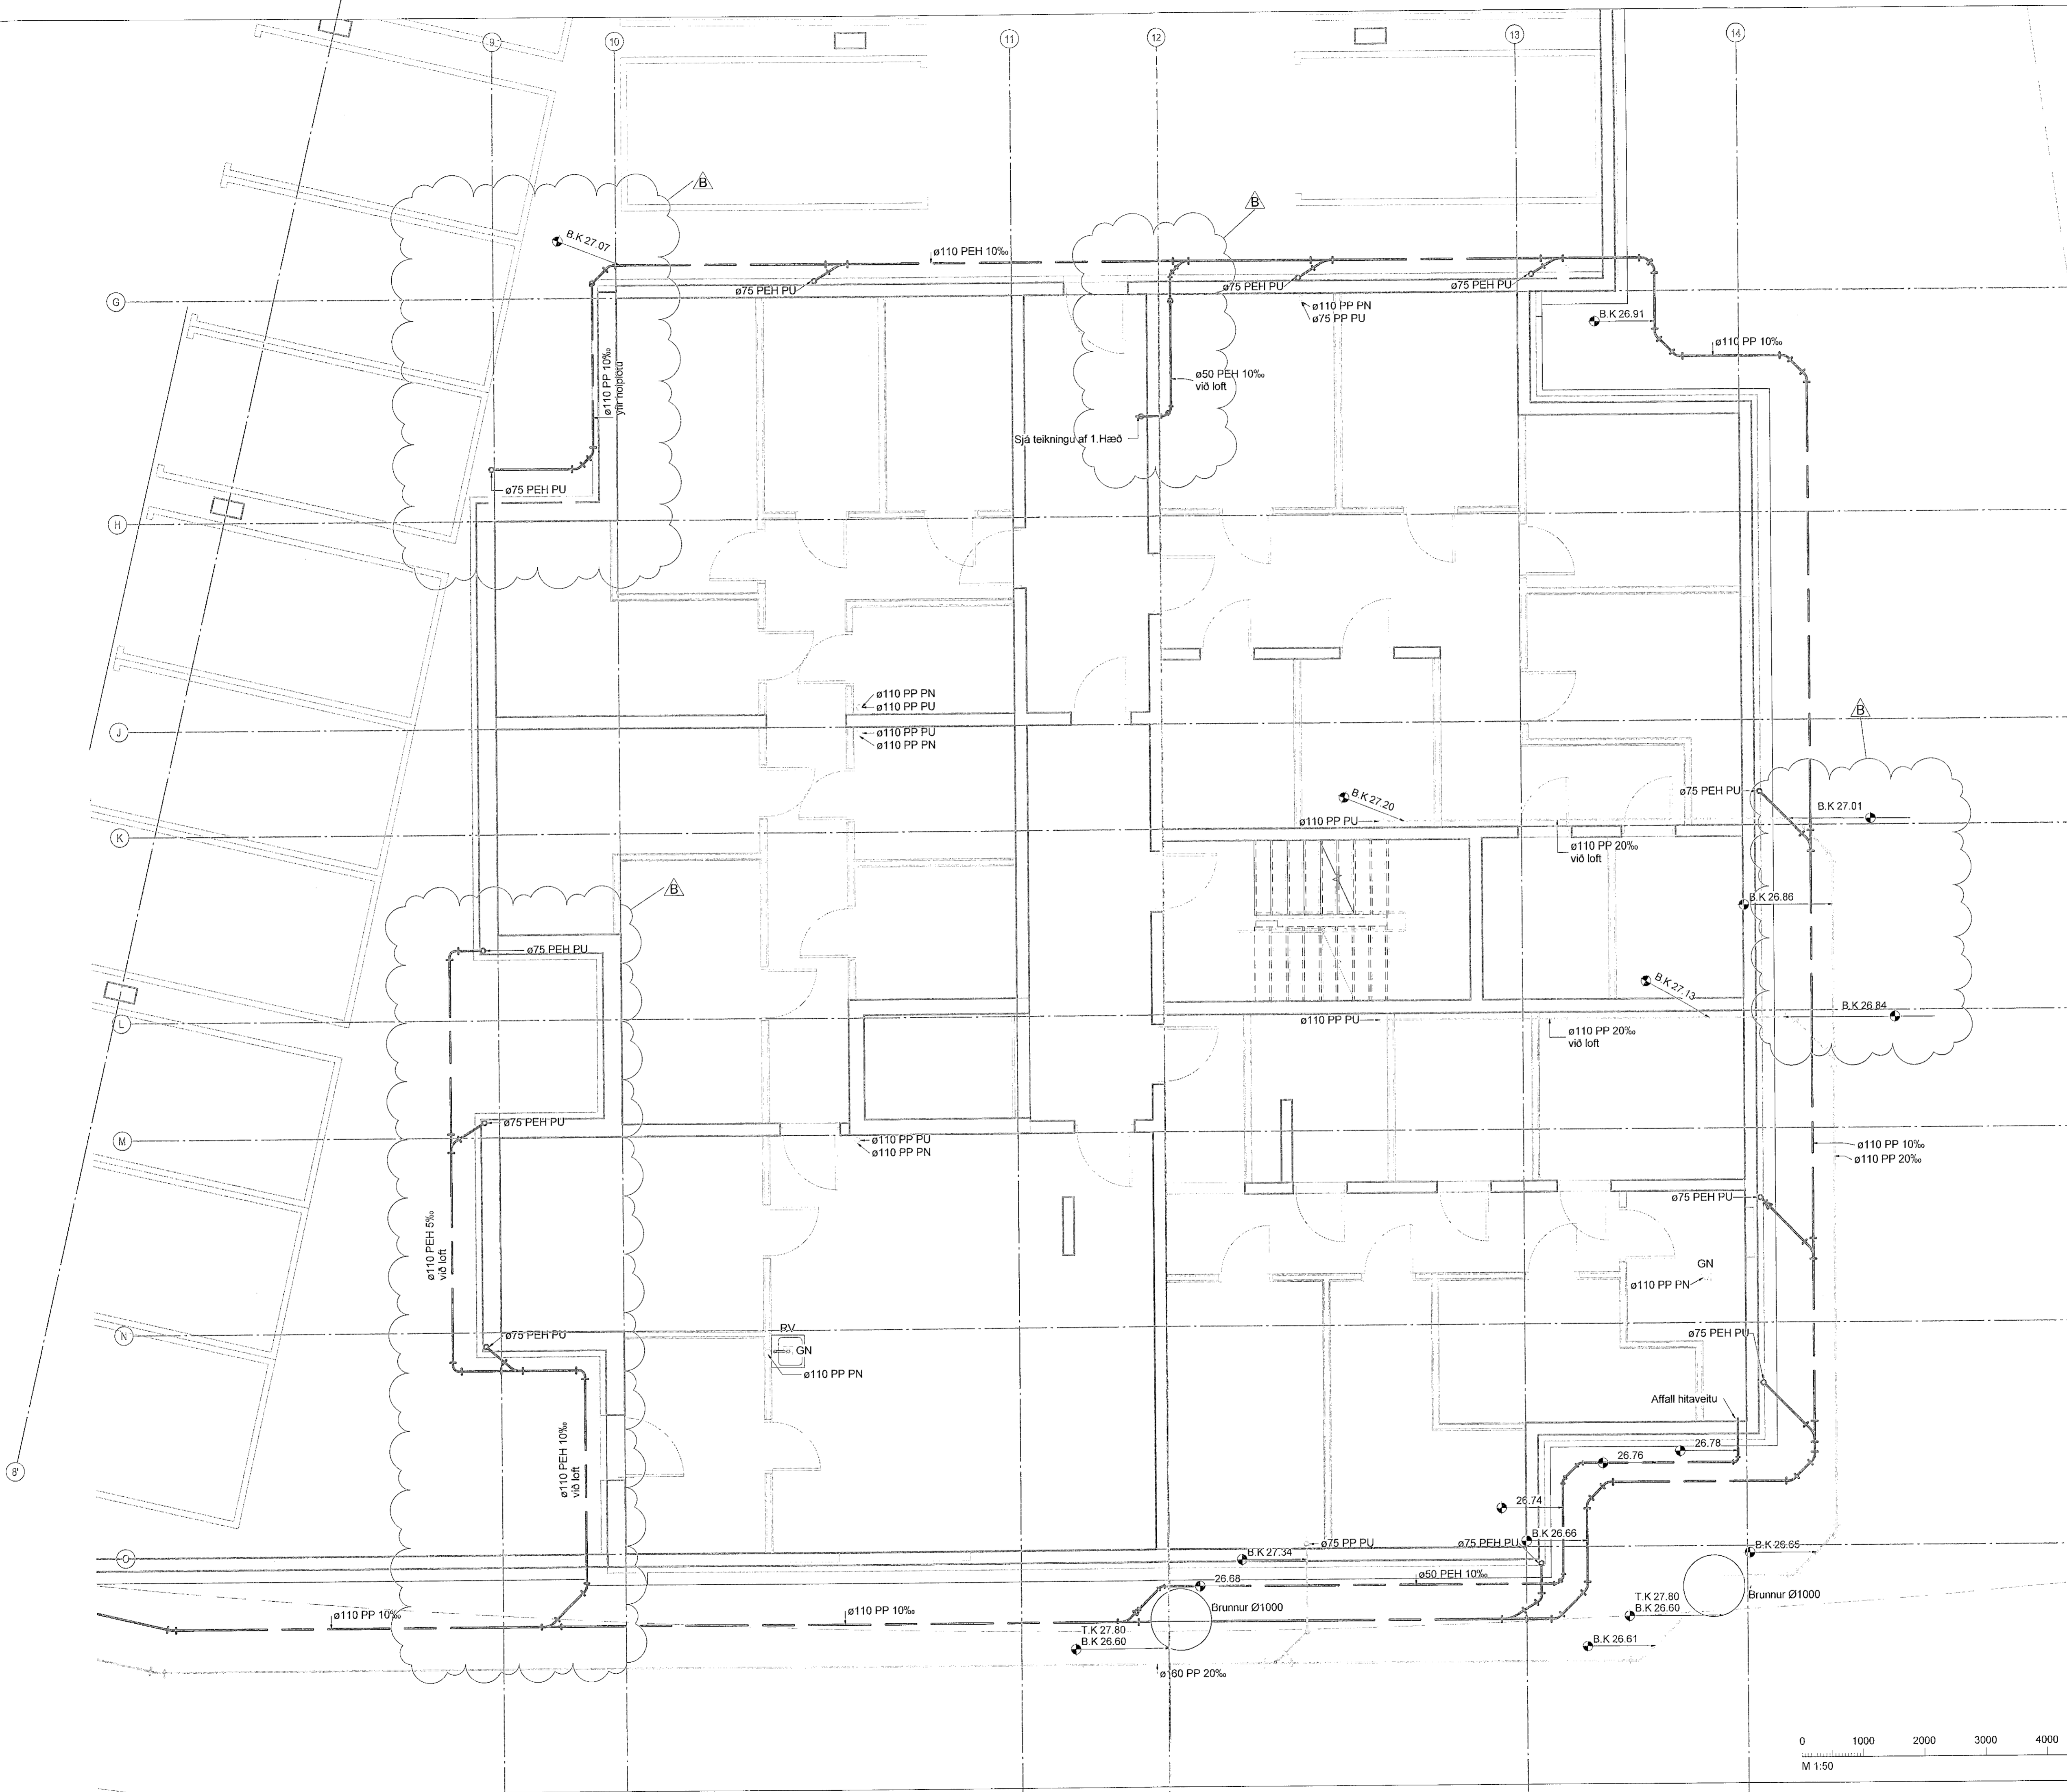 9
10
11
12
13
14
B
B
B.K 27.07
ø110 PEH 10‰
G
ø75 PEH PU
ø75 PEH PU
ø75 PEH PU
ø110 PP PN
ø75 PP PU
B.K 26.91
ø110 PP 10‰
ø110 PP 10‰
yfir holplötu
ø50 PEH 10‰
við loft
Sjá teikningu af 1.Hæð
ø75 PEH PU
H
ø110 PP PN
ø110 PP PU
J
ø110 PP PU
ø110 PP PN
B
ø75 PEH PU
B.K 27.01
B.K 27.20
ø110 PP PU
K
ø110 PP 20‰
við loft
B
B.K 26.86
ø75 PEH PU
B.K 27.13
B.K 26.84
L
ø110 PP PU
ø110 PP 20‰
við loft
ø75 PEH PU
M
ø110 PP PU
ø110 PP PN
ø110 PP 10‰
ø110 PP 20‰
ø75 PEH PU
ø110 PEH 5‰
við loft
GN
ø110 PP PN
N
ø75 PEH PU
RV
GN
ø110 PP PN
ø75 PEH PU
Affall hitaveitu
26.78
26.76
8'
ø110 PEH 10‰
við loft
26.74
B.K 26.66
ø75 PP PU
ø75 PEH PU
B.K 27.34
B.K 26.65
O
26.68
ø50 PEH 10‰
Brunnur Ø1000
T.K 27.80
B.K 26.60
Brunnur Ø1000
ø110 PP 10‰
ø110 PP 10‰
T.K 27.80
B.K 26.60
B.K 26.61
ø160 PP 20‰
0 1000 2000 3000 4000
M 1:50